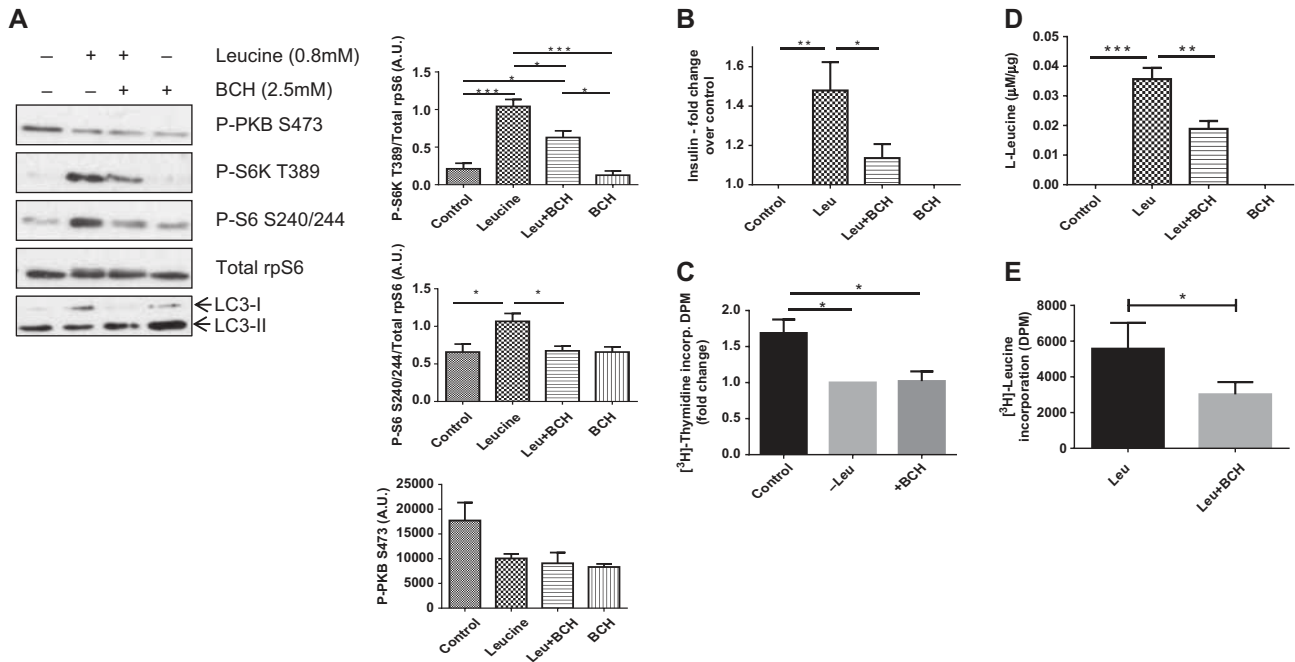 A
– + + – Leucine (0.8mM)
– – + + BCH (2.5mM)
P-PKB S473
P-S6K T389
P-S6 S240/244
Total rpS6
LC3-I
LC3-II
P-S6K T389/Total rpS6 (A.U.)
1.5
1.0
0.5
0.0
***
*
*
***
*
Control
Leucine
Leu+BCH
BCH
P-S6 S240/244/Total rpS6 (A.U.)
1.5
1.0
0.5
0.0
* *
Control
Leucine
Leu+BCH
BCH
P-PKB S473 (A.U.)
25000
20000
15000
10000
5000
0
Control
Leucine
Leu+BCH
BCH
B
Insulin - fold change
over control
1.6
1.4
1.2
1.0
** *
Control
Leu
Leu+BCH
BCH
C
[³H]-Thymidine incorp. DPM
(fold change)
2.0
1.5
1.0
0.5
0.0
*
*
Control
–Leu
+BCH
D
L-Leucine (μM/μg)
0.05
0.04
0.03
0.02
0.01
0.00
*** **
Control
Leu
Leu+BCH
BCH
E
[³H]-Leucine
incorporation (DPM)
8000
6000
4000
2000
0
*
Leu
Leu+BCH